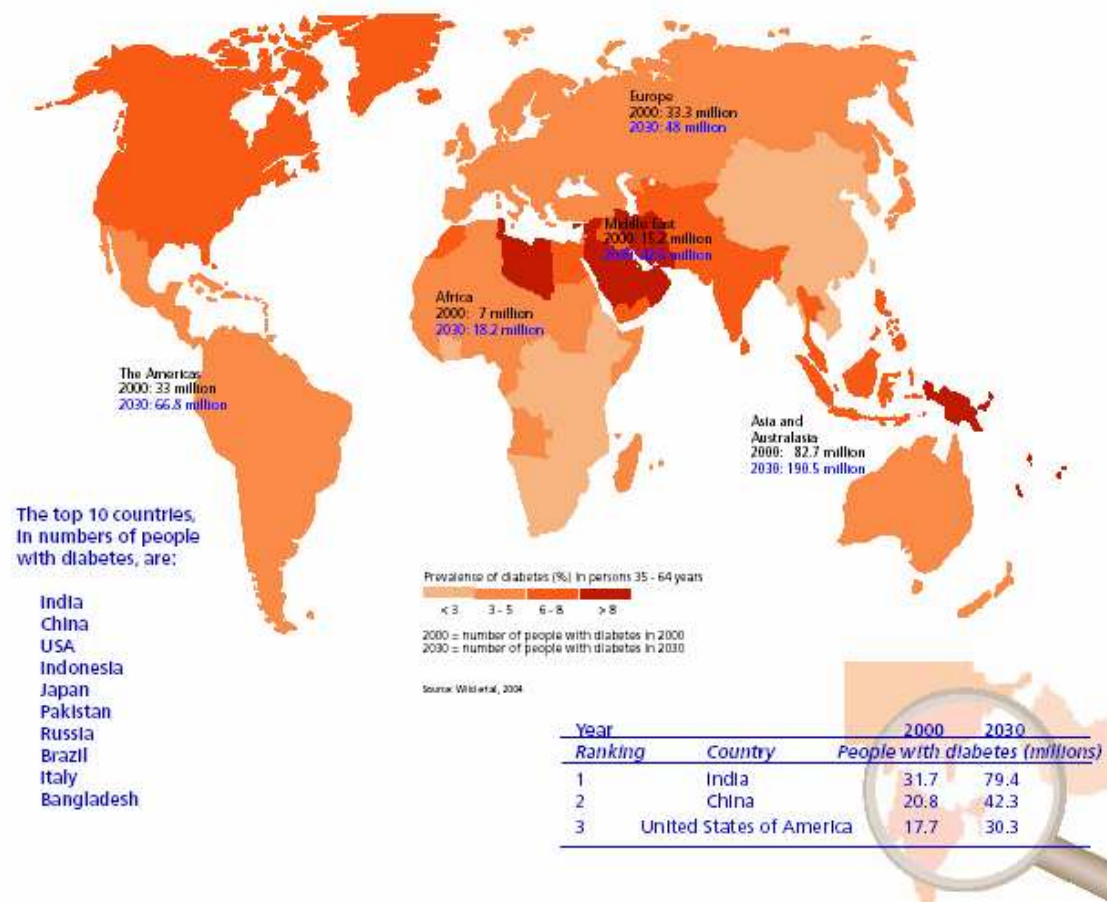 Europe
2000: 33.3 million
2030: 48 million
Middle East
2000: 15.2 million
million
Africa
2000: 7 million
2030: 18.2 million
The Americas
2000: 33 million
2030: 66.8 million
Asia and
Australasia
2000: 82.7 million
2030: 190.5 million
The top 10 countries,
in numbers of people
with diabetes, are:
India
China
USA
Indonesia
Japan
Pakistan
Russia
Brazil
Italy
Bangladesh
Prevalence of diabetes (%) in persons 35 - 64 years
< 3 3 - 5 6 - 8 > 8
2000 = number of people with diabetes in 2000
2030 = number of people with diabetes in 2030
Source: Wild et al, 2004
Year 2000 2030
Ranking Country People with diabetes (millions)
1 India 31.7 79.4
2 China 20.8 42.3
3 United States of America 17.7 30.3